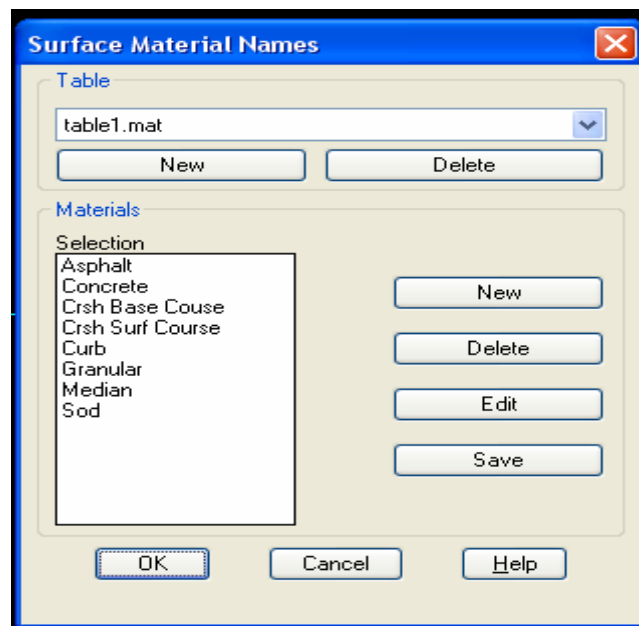 Surface Material Names
Table
table1.mat
New Delete
Materials
Selection
Asphalt
Concrete
Crsh Base Couse
Crsh Surf Course
Curb
Granular
Median
Sod
New
Delete
Edit
Save
OK Cancel Help